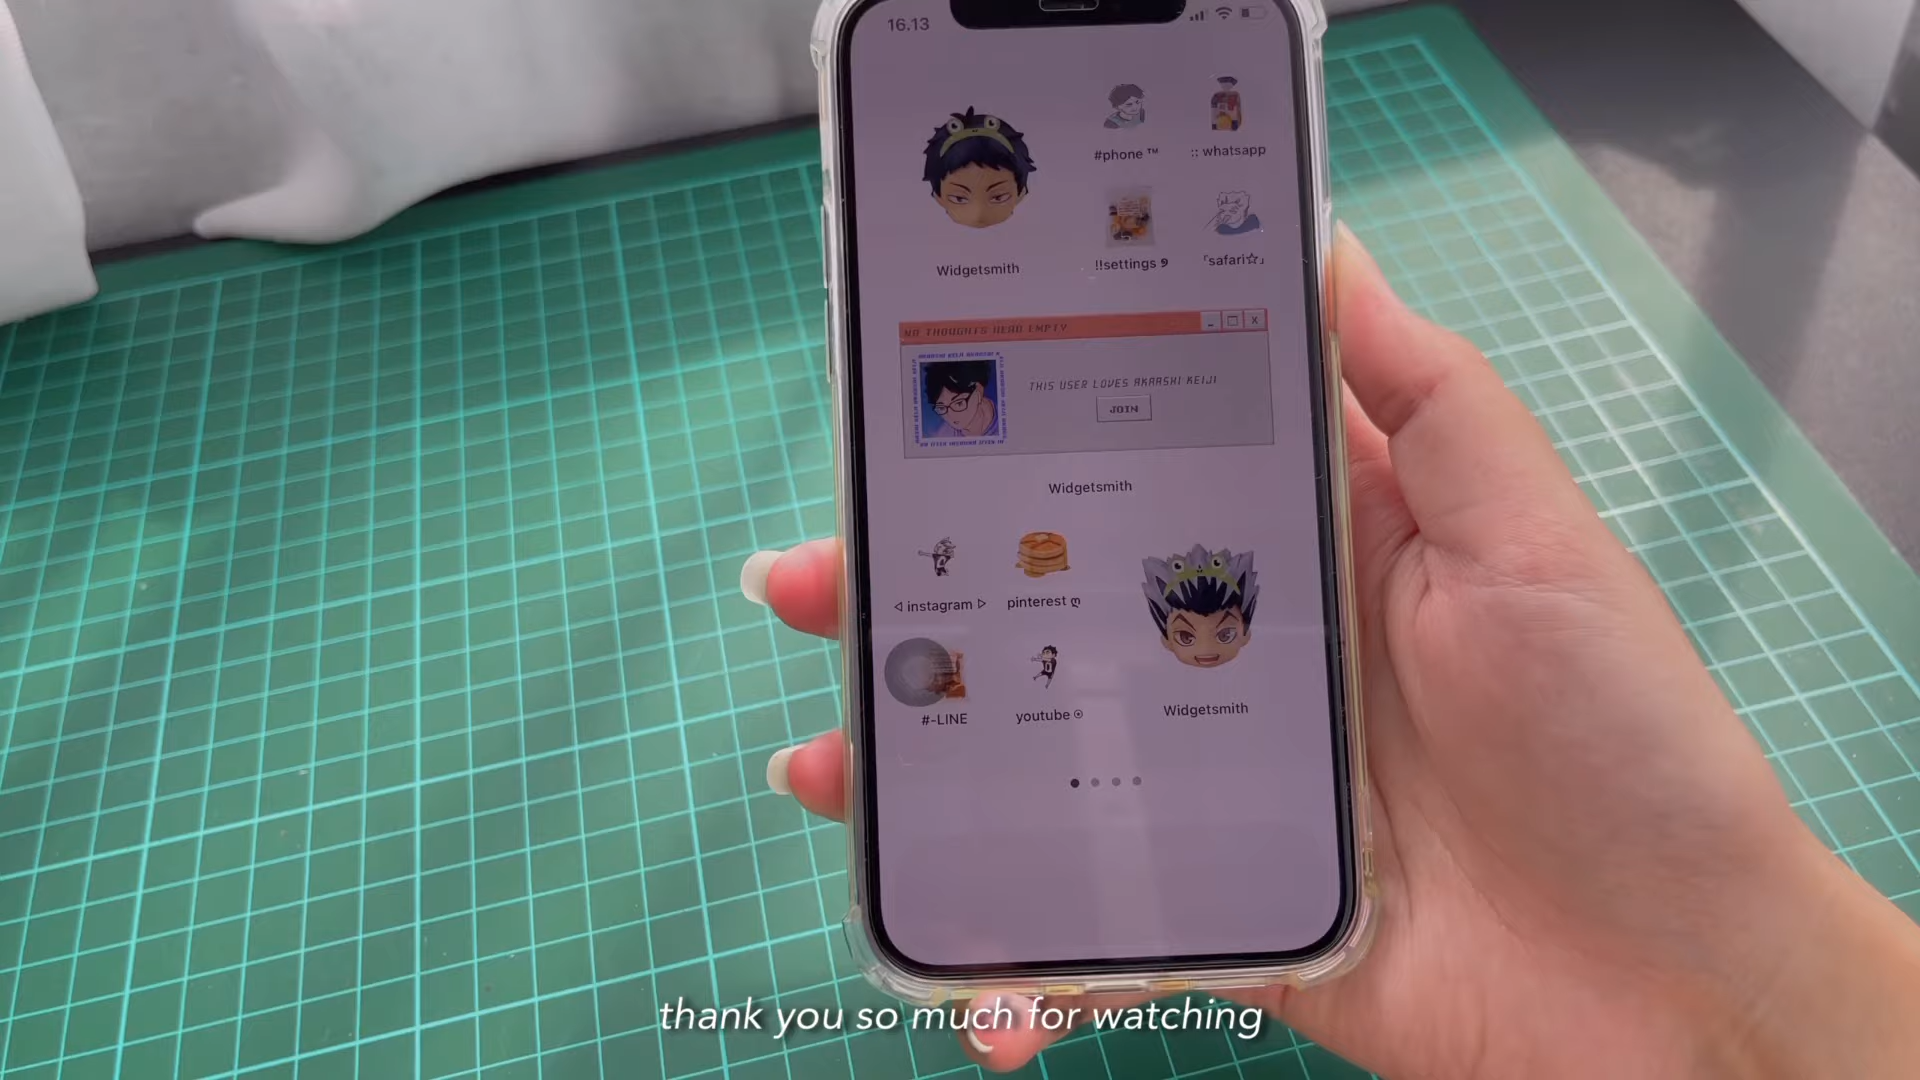 16.13
#phone ™
:: whatsapp
Widgetsmith
!!settings
「safari☆」
NO THOUGHTS HEAD EMPTY
THIS USER LOVES AKAASHI KEIJI
JOIN
Widgetsmith
◁ instagram ▷
pinterest ღ
#-LINE
youtube ⊙
Widgetsmith
thank you so much for watching